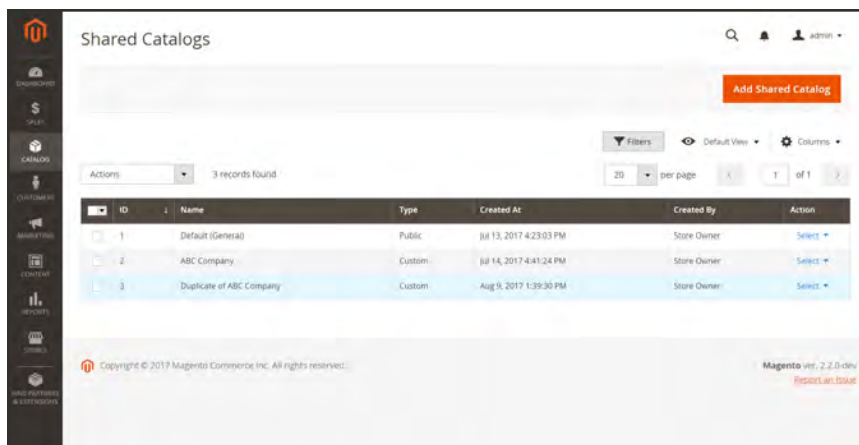 Shared Catalogs
admin
DASHBOARD
Add Shared Catalog
$
SALES
CATALOG
Filters
Default View
Columns
Actions
3 records found
20
per page
1
of 1
CUSTOMERS
ID
Name
Type
Created At
Created By
Action
MARKETING
1
Default (General)
Public
Jul 13, 2017 4:23:03 PM
Store Owner
Select
2
ABC Company
Custom
Jul 14, 2017 4:41:24 PM
Store Owner
Select
CONTENT
3
Duplicate of ABC Company
Custom
Aug 9, 2017 1:39:30 PM
Store Owner
Select
REPORTS
STORES
Copyright © 2017 Magento Commerce Inc. All rights reserved.
Magento ver. 2.2.0-dev
Report an Issue
FIND PARTNERS
& EXTENSIONS